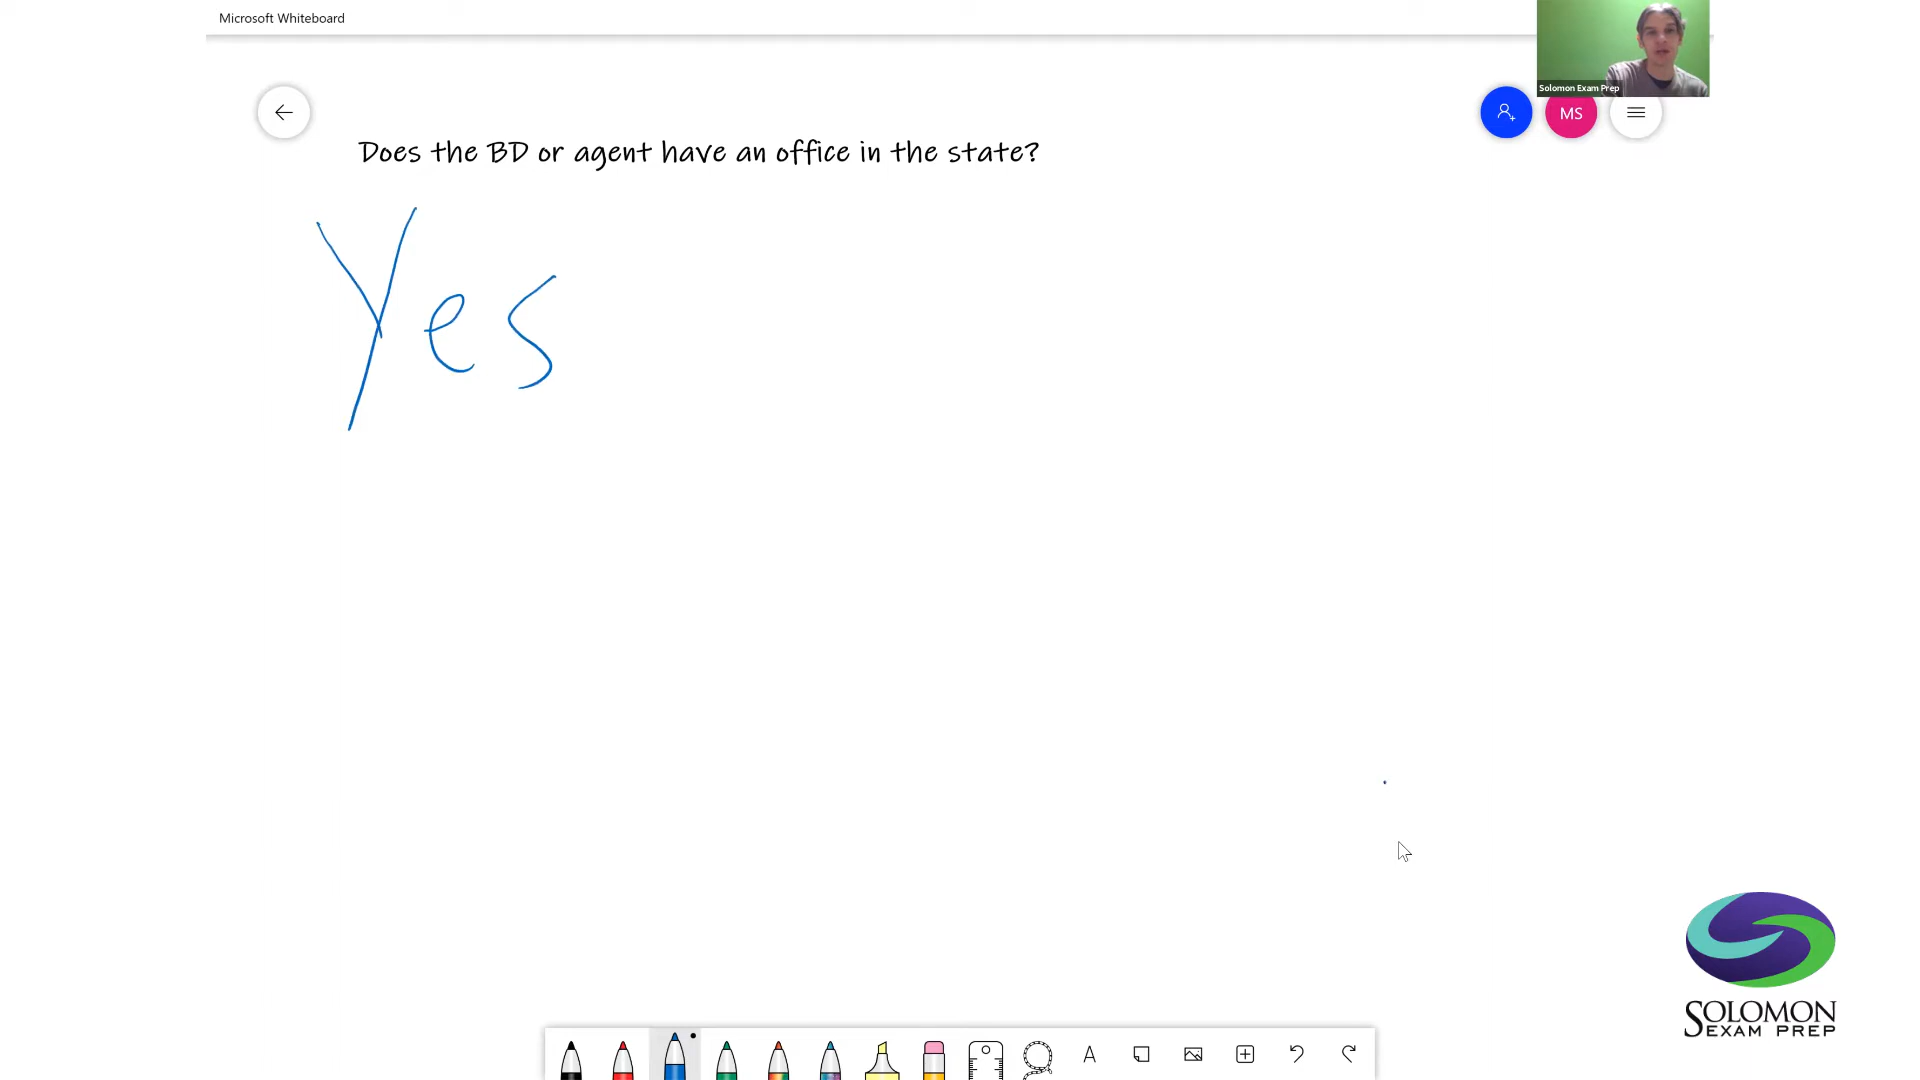 Microsoft Whiteboard
Solomon Exam Prep
MS
Does the BD or agent have an office in the state?
Yes
A
SOLOMON
EXAM PREP